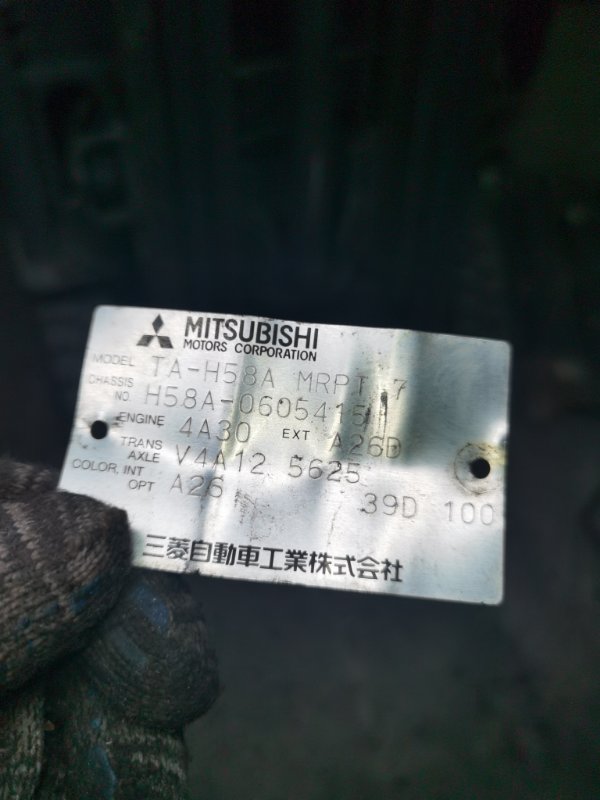 MITSUBISHI
MOTORS CORPORATION
MODEL TA-H58A MRPT 7
CHASSIS NO. H58A-0605415
ENGINE 4A30 EXT A26D
TRANS AXLE V4A12 5625
COLOR, INT OPT A26 39D 100
三菱自動車工業株式会社